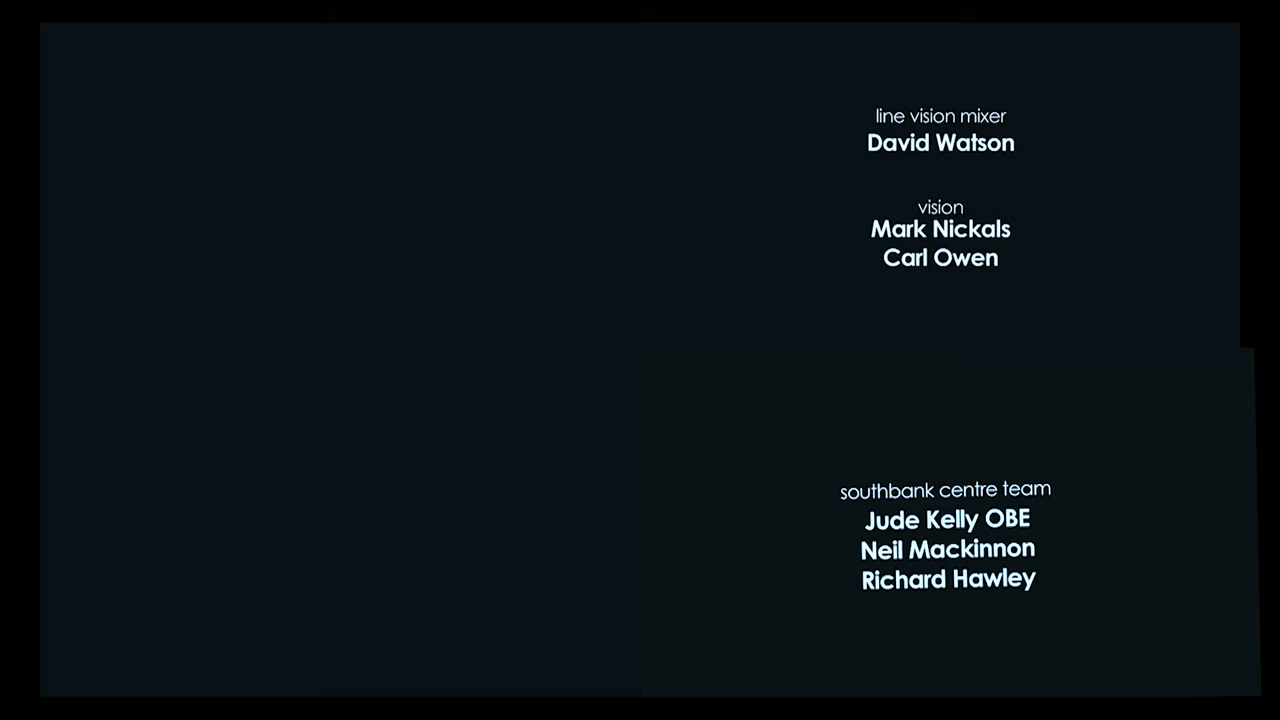 line vision mixer
David Watson
vision
Mark Nickals
Carl Owen
southbank centre team
Jude Kelly OBE
Neil Mackinnon
Richard Hawley